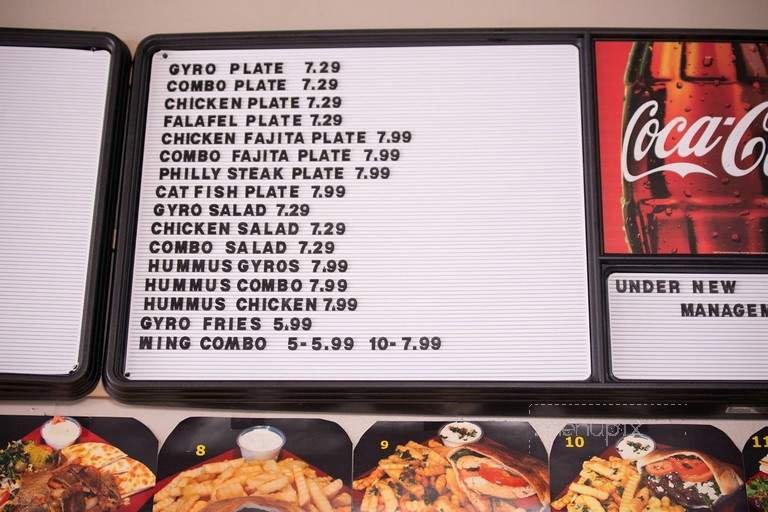 GYRO PLATE 7.29
COMBO PLATE 7.29
CHICKEN PLATE 7.29
FALAFEL PLATE 7.29
CHICKEN FAJITA PLATE 7.99
COMBO FAJITA PLATE 7.99
PHILLY STEAK PLATE 7.99
CAT FISH PLATE 7.99
GYRO SALAD 7.29
CHICKEN SALAD 7.29
COMBO SALAD 7.29
HUMMUS GYROS 7.99
HUMMUS COMBO 7.99
HUMMUS CHICKEN 7.99
GYRO FRIES 5.99
WING COMBO 5-5.99 10-7.99
Coca-C
UNDER NEW
MANAGEM
menupix
8
9
10
11